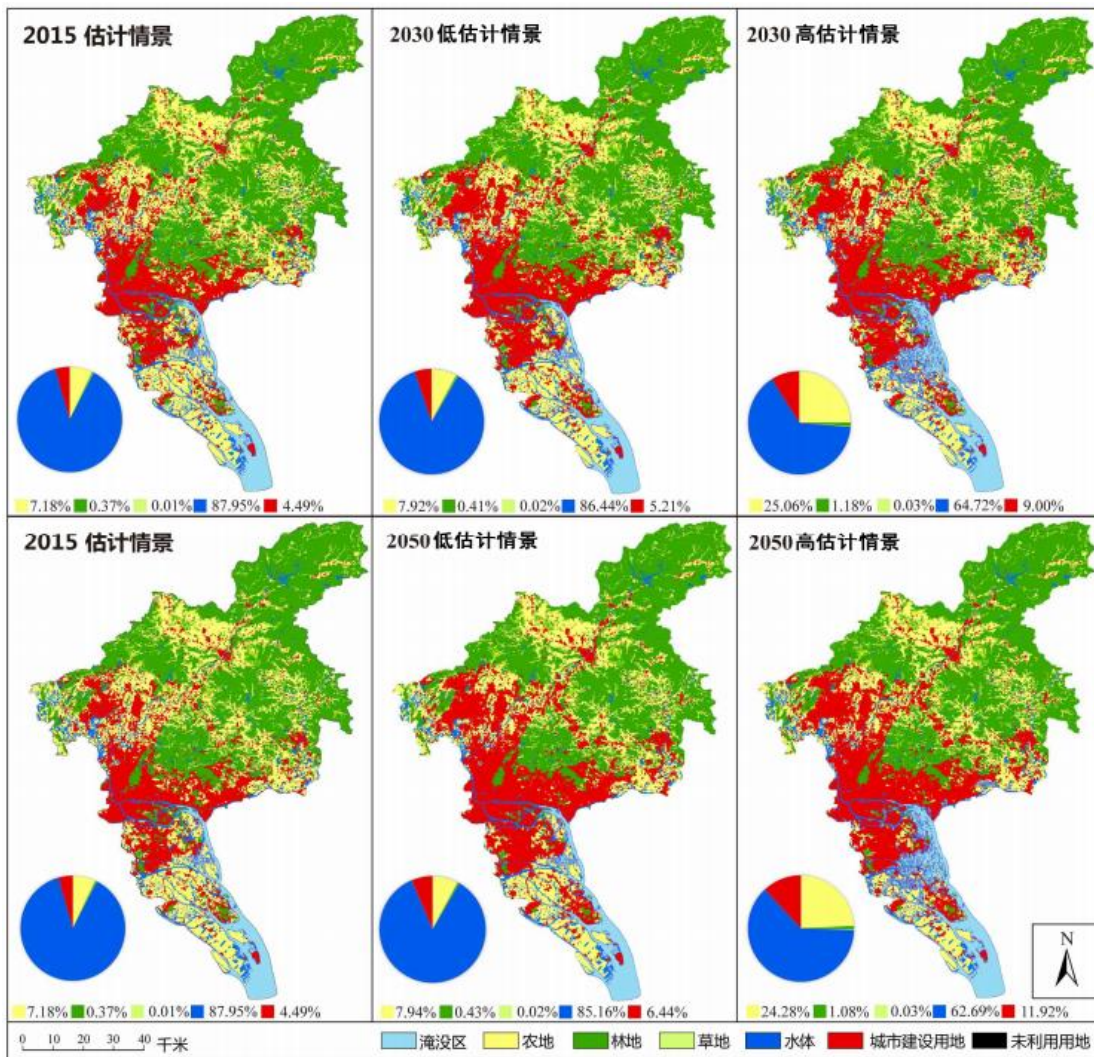 2015 估计情景
2030 低估计情景
2030 高估计情景
7.18% 0.37% 0.01% 87.95% 4.49%
7.92% 0.41% 0.02% 86.44% 5.21%
25.06% 1.18% 0.03% 64.72% 9.00%
2015 估计情景
2050 低估计情景
2050 高估计情景
N
7.18% 0.37% 0.01% 87.95% 4.49%
7.94% 0.43% 0.02% 85.16% 6.44%
24.28% 1.08% 0.03% 62.69% 11.92%
0 10 20 30 40 千米
淹没区 农地 林地 草地 水体 城市建设用地 未利用用地